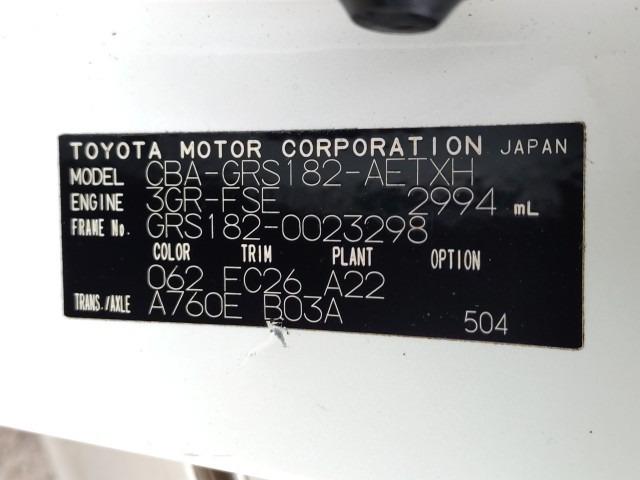 TOYOTA MOTOR CORPORATION JAPAN
MODEL CBA-GRS182-AETXH
ENGINE 3GR-FSE 2994 mL
FRAME No. GRS182-0023298
COLOR TRIM PLANT OPTION
062 FC26 A22
TRANS./AXLE A760E B03A
504